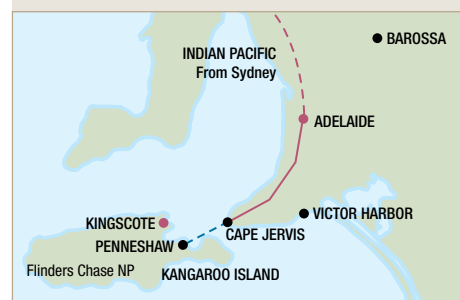 BAROSSA
INDIAN PACIFIC
From Sydney
ADELAIDE
KINGSCOTE
VICTOR HARBOR
CAPE JERVIS
PENNESHAW
Flinders Chase NP
KANGAROO ISLAND